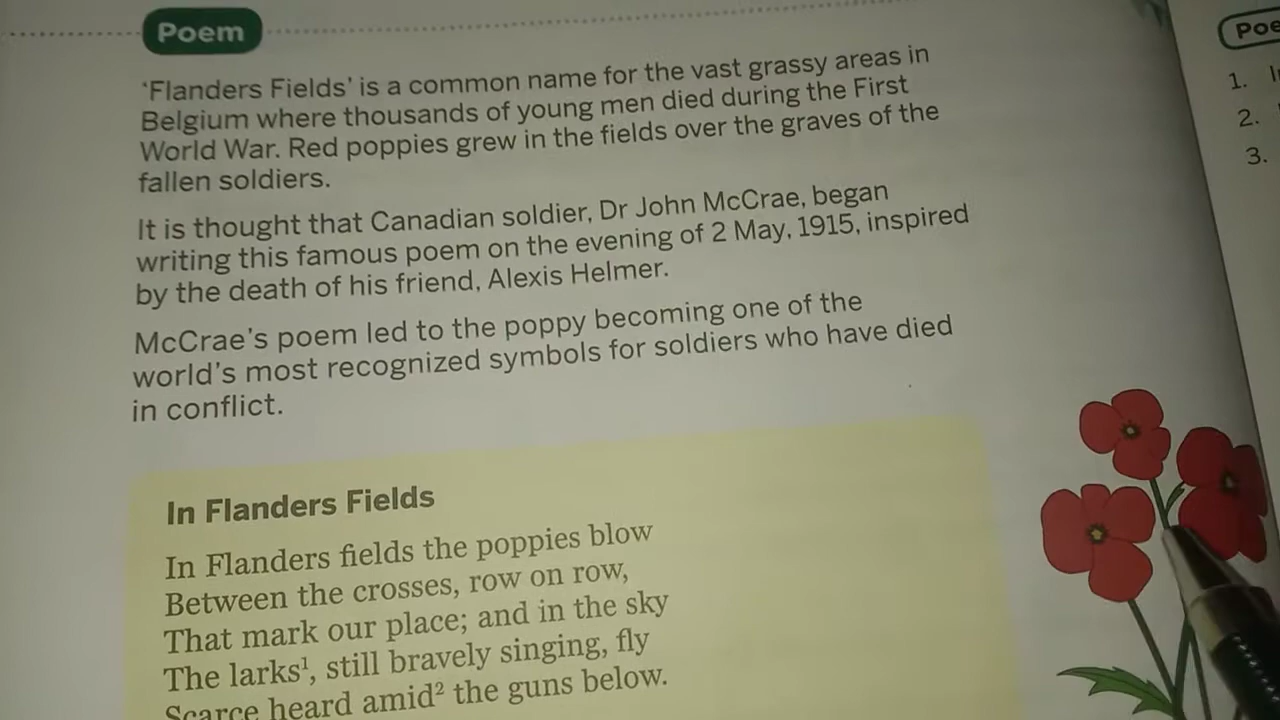 Poem
'Flanders Fields' is a common name for the vast grassy areas in
Belgium where thousands of young men died during the First
World War. Red poppies grew in the fields over the graves of the
fallen soldiers.
It is thought that Canadian soldier, Dr John McCrae, began
writing this famous poem on the evening of 2 May, 1915, inspired
by the death of his friend, Alexis Helmer.
McCrae's poem led to the poppy becoming one of the
world's most recognized symbols for soldiers who have died
in conflict.
In Flanders Fields
In Flanders fields the poppies blow
Between the crosses, row on row,
That mark our place; and in the sky
The larks¹, still bravely singing, fly
Scarce heard amid² the guns below.
1.
2.
3.